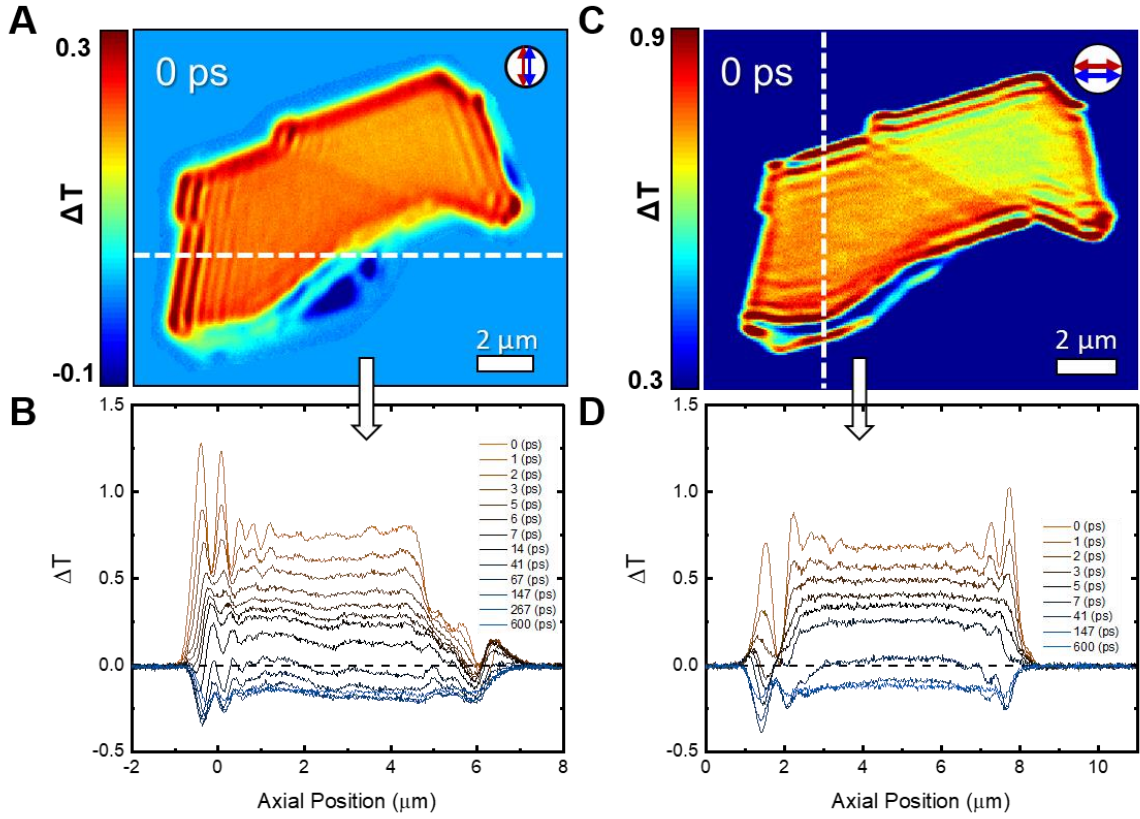 A
0.3
0 ps
ΔT
-0.1
2 μm
C
0.9
0 ps
ΔT
0.3
2 μm
B
1.5
1.0
0.5
0.0
-0.5
ΔT
0 (ps)
1 (ps)
2 (ps)
3 (ps)
5 (ps)
6 (ps)
7 (ps)
14 (ps)
41 (ps)
67 (ps)
147 (ps)
267 (ps)
600 (ps)
-2 0 2 4 6 8
Axial Position (μm)
D
1.5
1.0
0.5
0.0
-0.5
ΔT
0 (ps)
1 (ps)
2 (ps)
3 (ps)
5 (ps)
7 (ps)
41 (ps)
147 (ps)
600 (ps)
0 2 4 6 8 10
Axial Position (μm)